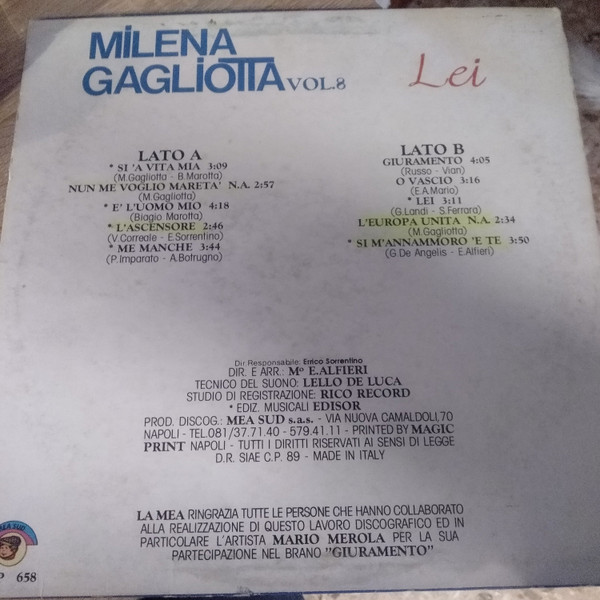 MILENA
GAGLIOTTA VOL.8
Lei
LATO A
* SI 'A VITA MIA 3:09
(M.Gagliotta - B.Marotta)
NUN ME VOGLIO MARETA' N.A. 2:57
(M.Gagliotta)
* E' L'UOMO MIO 4:18
(Biagio Marotta)
* L'ASCENSORE 2:46
(V.Correale - E.Sorrentino)
* ME MANCHE 3:44
(P.Imparato - A.Botrugno)
LATO B
GIURAMENTO 4:05
(Russo - Vian)
O VASCIO 3:16
(E.A.Mario)
* LEI 3:11
(G.Landi - S.Ferrara)
L'EUROPA UNITA N.A. 2:34
(M.Gagliotta)
* SI M'ANNAMMORO 'E TE 3:50
(G.De Angelis - E.Alfieri)
Dir. Responsabile: Errico Sorrentino
DIR. E ARR.: Mº E.ALFIERI
TECNICO DEL SUONO: LELLO DE LUCA
STUDIO DI REGISTRAZIONE: RICO RECORD
* EDIZ. MUSICALI EDISOR
PROD. DISCOG.: MEA SUD s.a.s. - VIA NUOVA CAMALDOLI,70
NAPOLI - TEL.081/37.71.40 - 579.41.11 - PRINTED BY MAGIC
PRINT NAPOLI - TUTTI I DIRITTI RISERVATI AI SENSI DI LEGGE
D.R. SIAE C.P. 89 - MADE IN ITALY
LA MEA RINGRAZIA TUTTE LE PERSONE CHE HANNO COLLABORATO
ALLA REALIZZAZIONE DI QUESTO LAVORO DISCOGRAFICO ED IN
PARTICOLARE L'ARTISTA MARIO MEROLA PER LA SUA
PARTECIPAZIONE NEL BRANO "GIURAMENTO"
MEA SUD
P 658